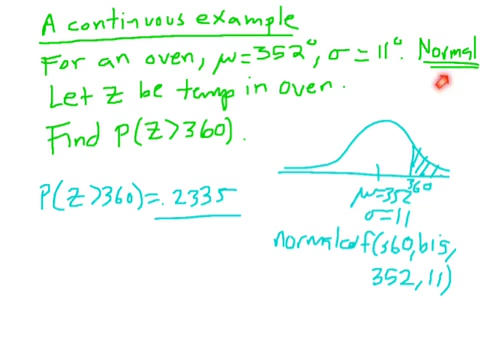 A continuous example
For an oven, μ=352°, σ=11°. Normal
Let Z be temp in oven.
Find P(Z>360).
P(Z>360)=.2335
360
μ=352
σ=11
normalcdf(360,big,
352,11)